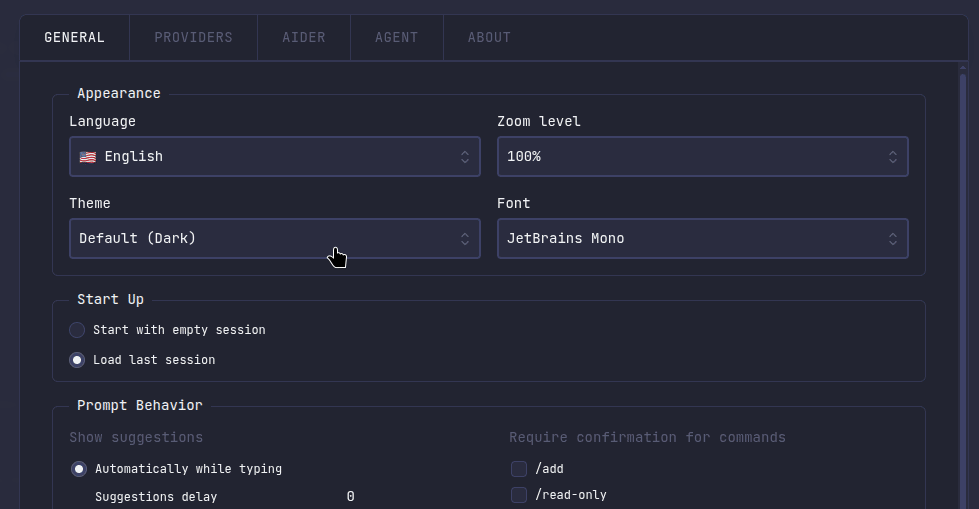 GENERAL PROVIDERS AIDER AGENT ABOUT
Appearance
Language Zoom level
English 100%
Theme Font
Default (Dark) JetBrains Mono
Start Up
Start with empty session
Load last session
Prompt Behavior
Show suggestions Require confirmation for commands
Automatically while typing /add
Suggestions delay 0 /read-only